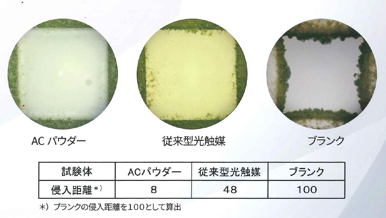 ACパウダー
従来型光触媒
ブランク
試験体 ACパウダー 従来型光触媒 ブランク
侵入距離*) 8 48 100
*) ブランクの侵入距離を100として算出